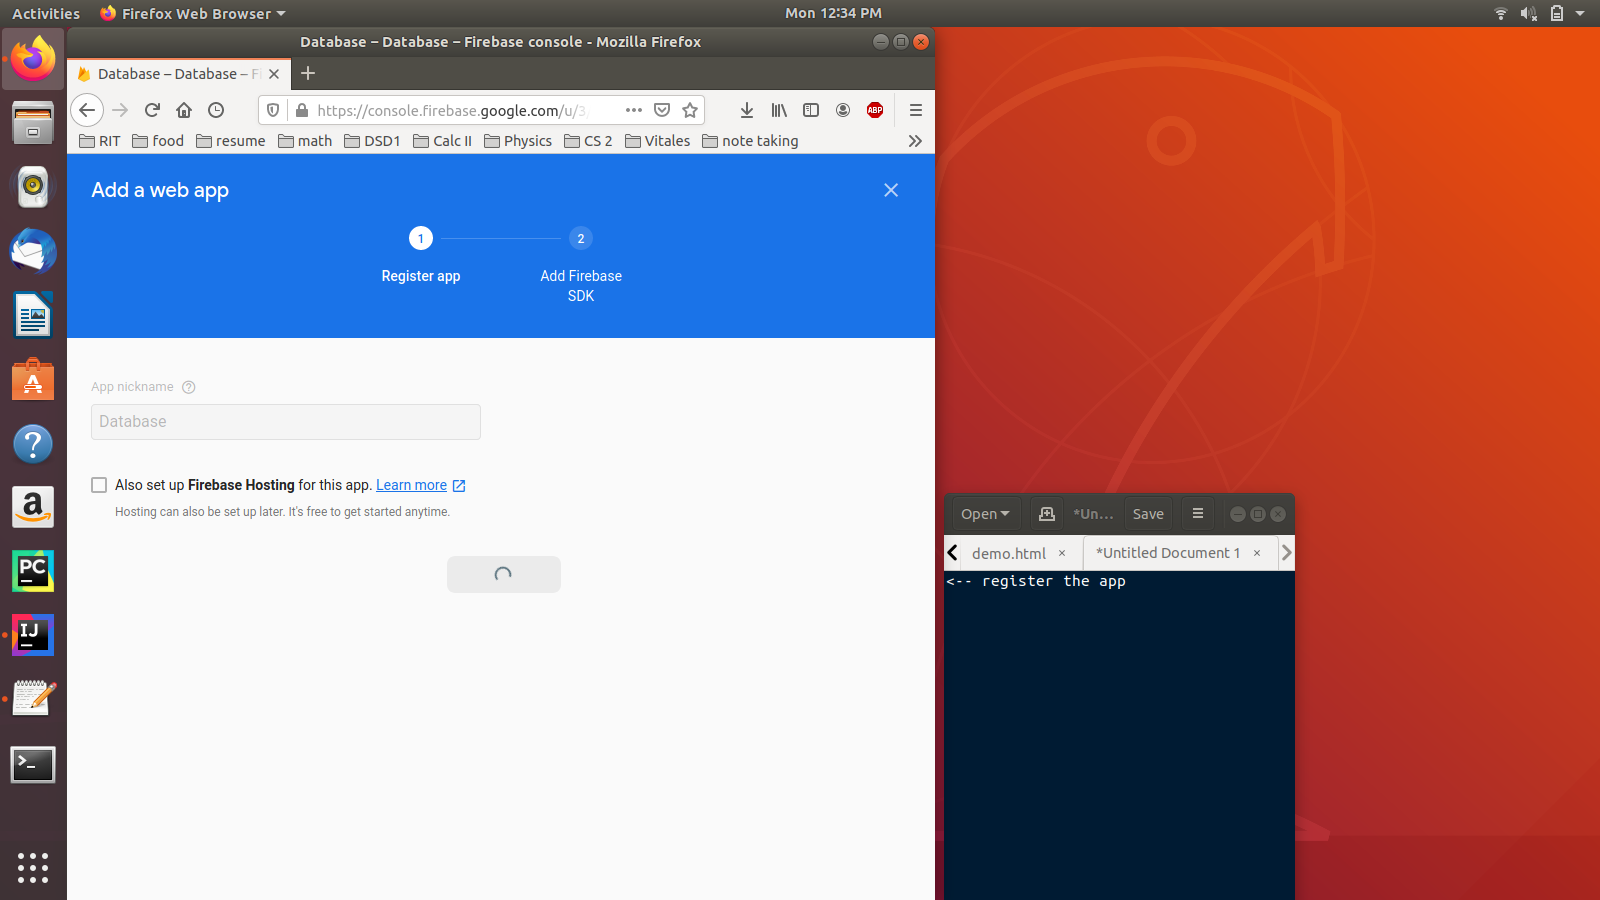 Activities
Firefox Web Browser
Mon 12:34 PM
Database – Database – Firebase console - Mozilla Firefox
Database – Database – Fi
https://console.firebase.google.com/u/3
ABP
RIT
food
resume
math
DSD1
Calc II
Physics
CS 2
Vitales
note taking
Add a web app
1
2
Register app
Add Firebase
SDK
App nickname
Database
Also set up Firebase Hosting for this app. Learn more
Hosting can also be set up later. It's free to get started anytime.
Open
*Un...
Save
demo.html
*Untitled Document 1
<-- register the app
A
?
a
PC
IJ
>_